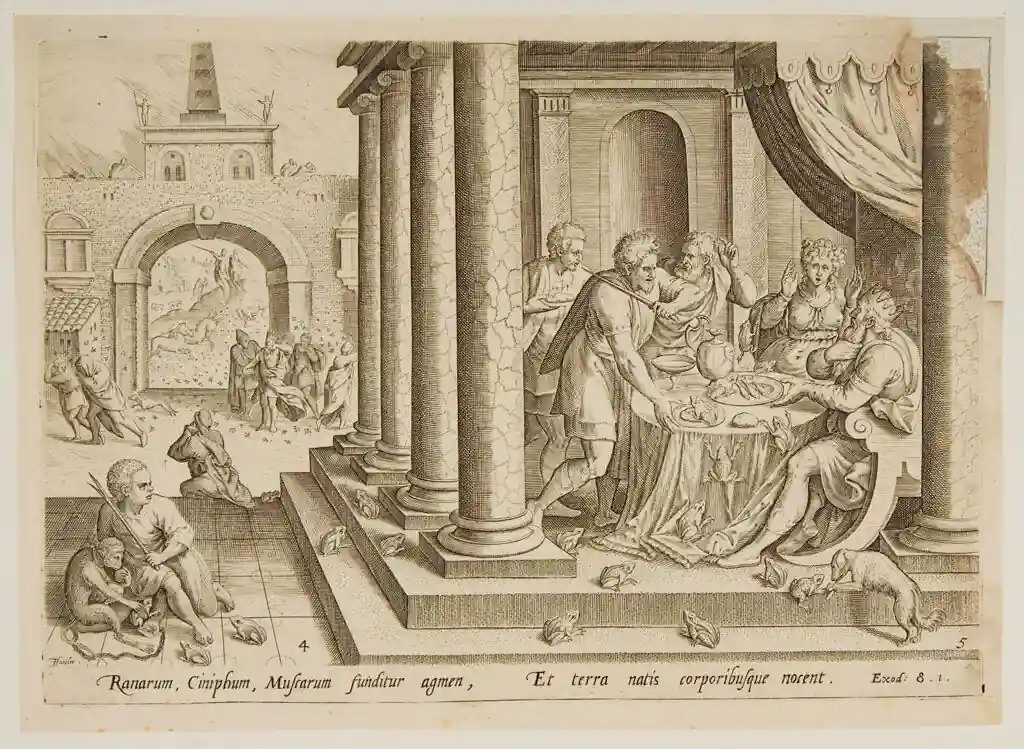 4
5
Ranarum, Ciniphum, Muſcarum funditur agmen, Et terra natis corporibuſque nocent. Exod: 8. 1.